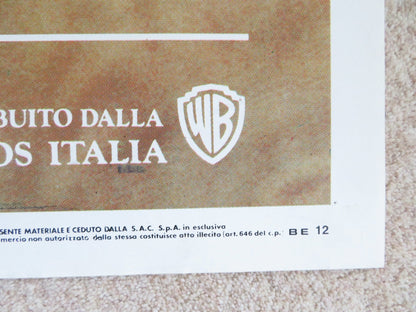 BUITO DALLA
OS ITALIA
WB
SENTE MATERIALE E CEDUTO DALLA S.A.C. S.p.A. in esclusiva
mercio non autorizzato dalla stessa costituisce atto illecito (art. 646 del c.p.)
BE 12